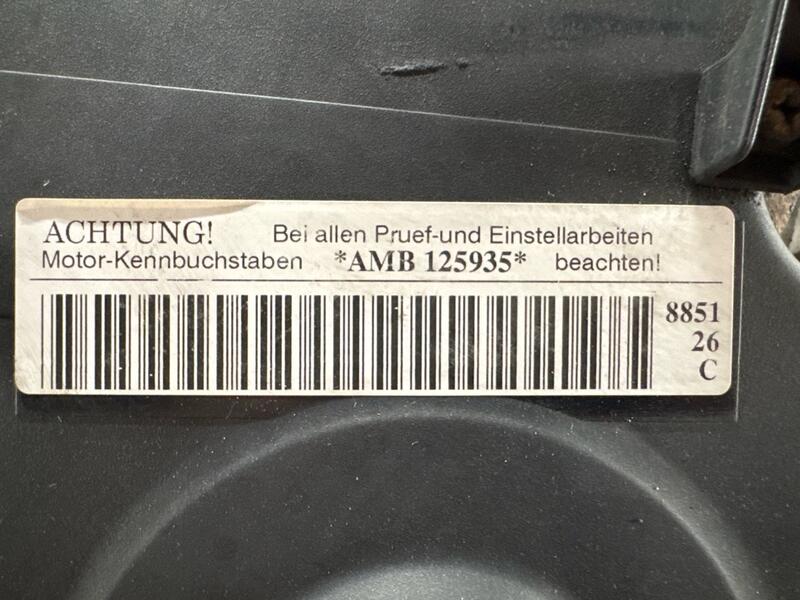 ACHTUNG! Bei allen Pruef-und Einstellarbeiten
Motor-Kennbuchstaben *AMB 125935* beachten!
8851
26
C